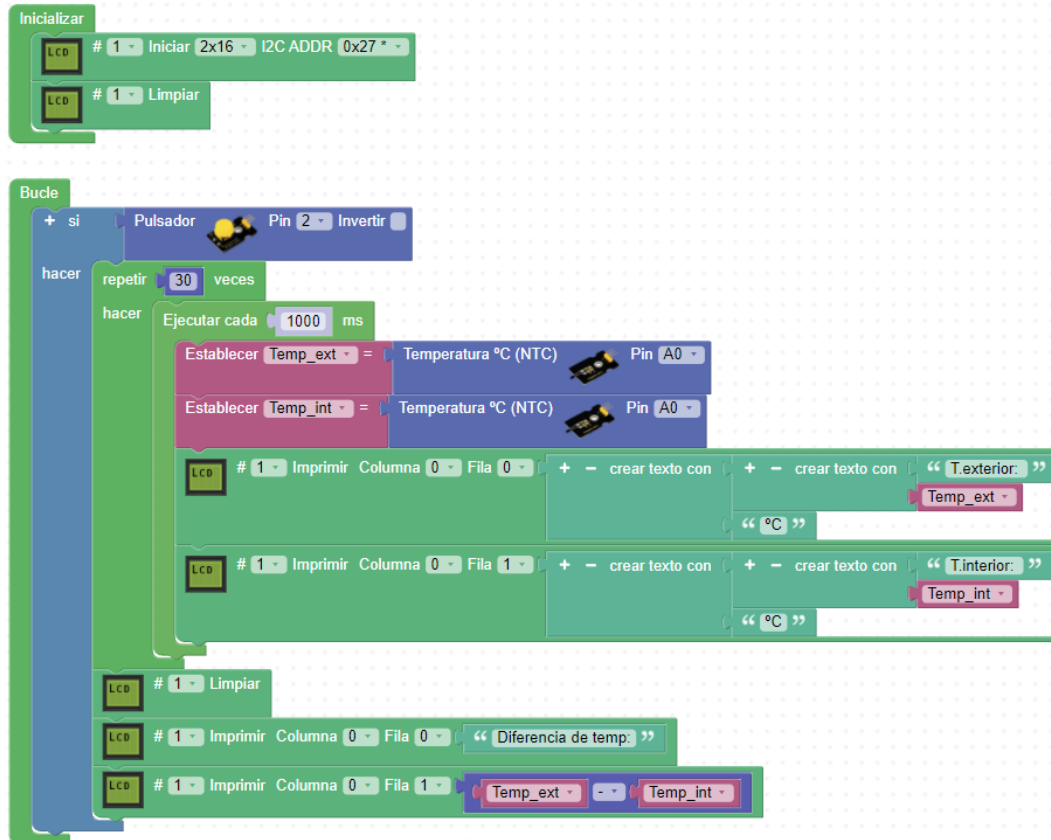 Inicializar
LCD # 1 Iniciar 2x16 I2C ADDR 0x27 *
LCD # 1 Limpiar
Bucle
+ si Pulsador Pin 2 Invertir
hacer repetir 30 veces
hacer Ejecutar cada 1000 ms
Establecer Temp_ext = Temperatura ºC (NTC) Pin A0
Establecer Temp_int = Temperatura ºC (NTC) Pin A0
LCD # 1 Imprimir Columna 0 Fila 0 + − crear texto con + − crear texto con “ T.exterior: ”
Temp_ext
“ ºC ”
LCD # 1 Imprimir Columna 0 Fila 1 + − crear texto con + − crear texto con “ T.interior: ”
Temp_int
“ ºC ”
LCD # 1 Limpiar
LCD # 1 Imprimir Columna 0 Fila 0 “ Diferencia de temp: ”
LCD # 1 Imprimir Columna 0 Fila 1 Temp_ext - Temp_int